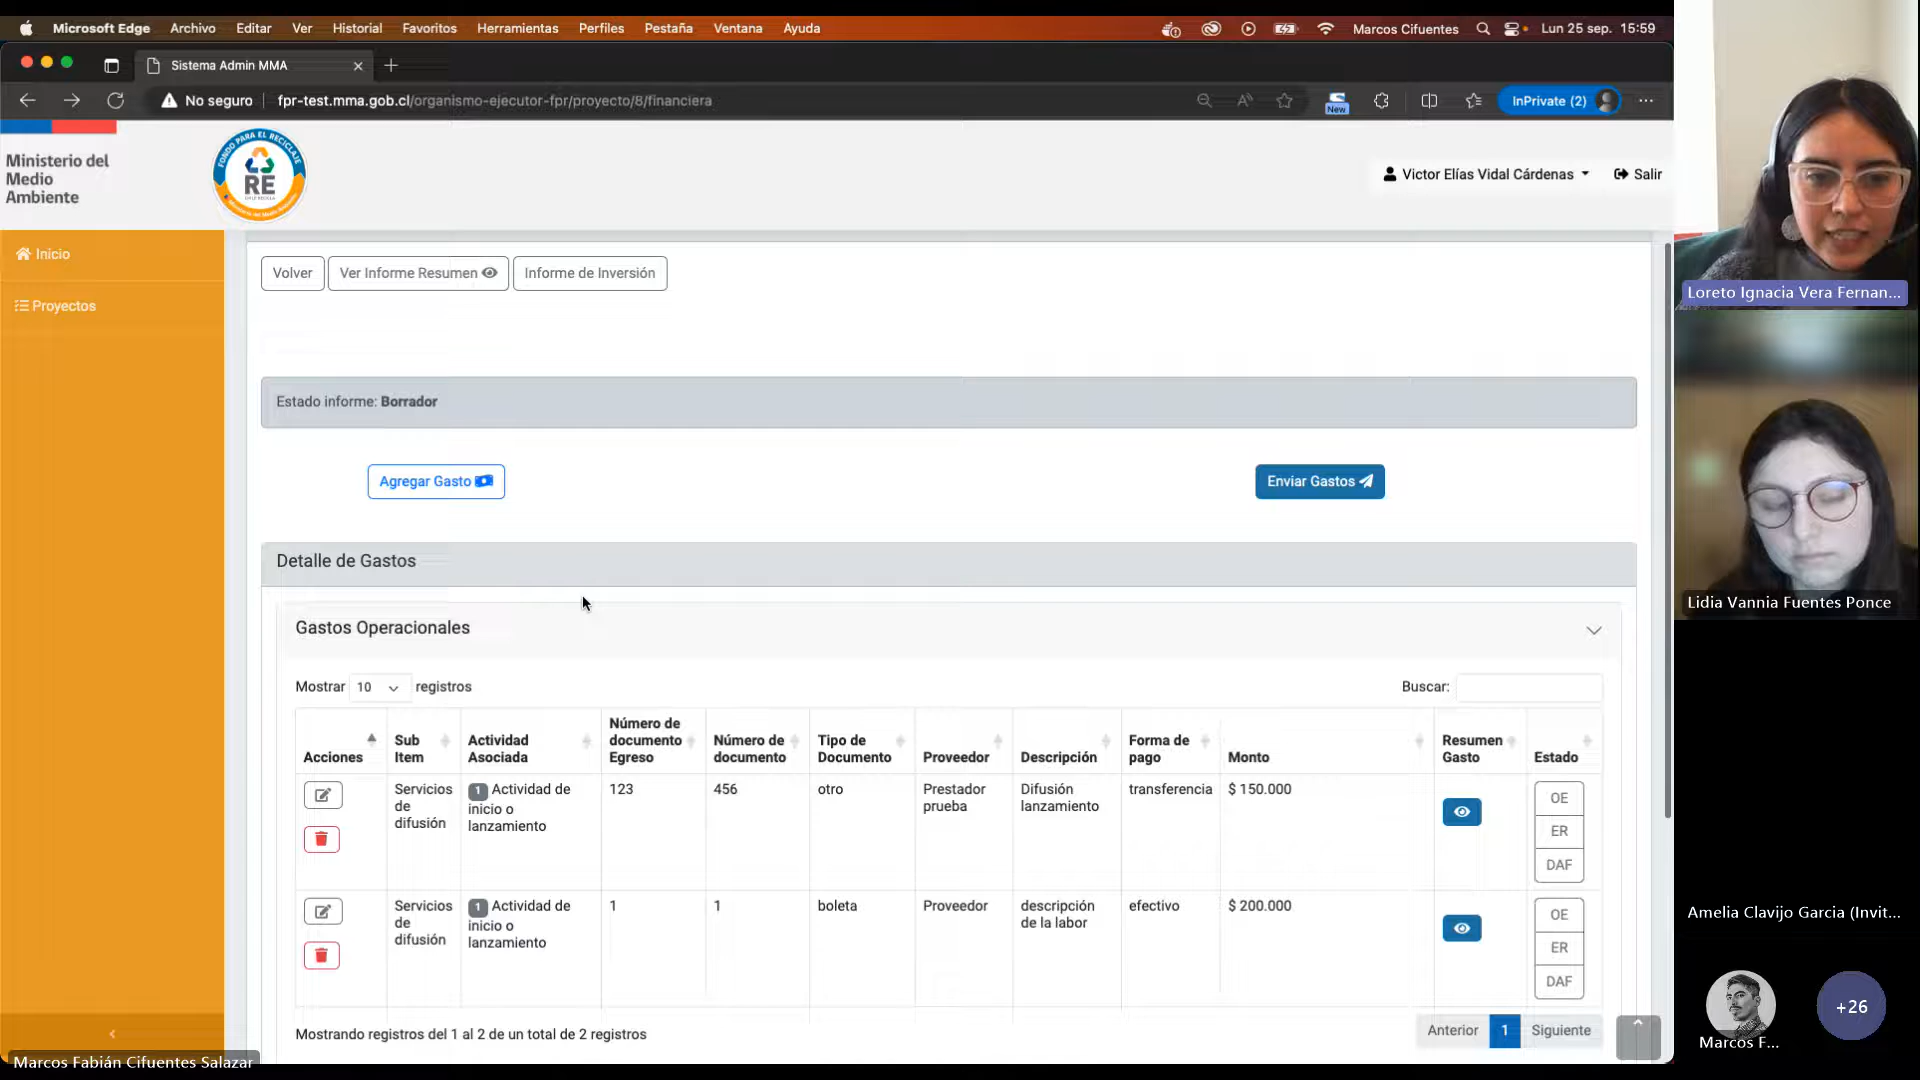 Microsoft Edge Archivo Editar Ver Historial Favoritos Herramientas Perfiles Pestaña Ventana Ayuda Marcos Cifuentes Lun 25 sep. 15:59
Sistema Admin MMA
No seguro fpr-test.mma.gob.cl/organismo-ejecutor-fpr/proyecto/8/financiera New InPrivate (2)
Ministerio del
Medio
Ambiente
FONDO PARA EL RECICLAJE
RE
Victor Elías Vidal Cárdenas Salir
Inicio
Proyectos
Volver Ver Informe Resumen Informe de Inversión
Estado informe: Borrador
Agregar Gasto Enviar Gastos
Detalle de Gastos
Gastos Operacionales
Mostrar 10 registros Buscar:
Acciones Sub Item Actividad Asociada Número de documento Egreso Número de documento Tipo de Documento Proveedor Descripción Forma de pago Monto Resumen Gasto Estado
Servicios de difusión 1 Actividad de inicio o lanzamiento 123 456 otro Prestador prueba Difusión lanzamiento transferencia $ 150.000 OE ER DAF
Servicios de difusión 1 Actividad de inicio o lanzamiento 1 1 boleta Proveedor descripción de la labor efectivo $ 200.000 OE ER DAF
Mostrando registros del 1 al 2 de un total de 2 registros Anterior 1 Siguiente
Marcos Fabián Cifuentes Salazar
Loreto Ignacia Vera Fernan...
Lidia Vannia Fuentes Ponce
Amelia Clavijo Garcia (Invit...
Marcos F...
+26